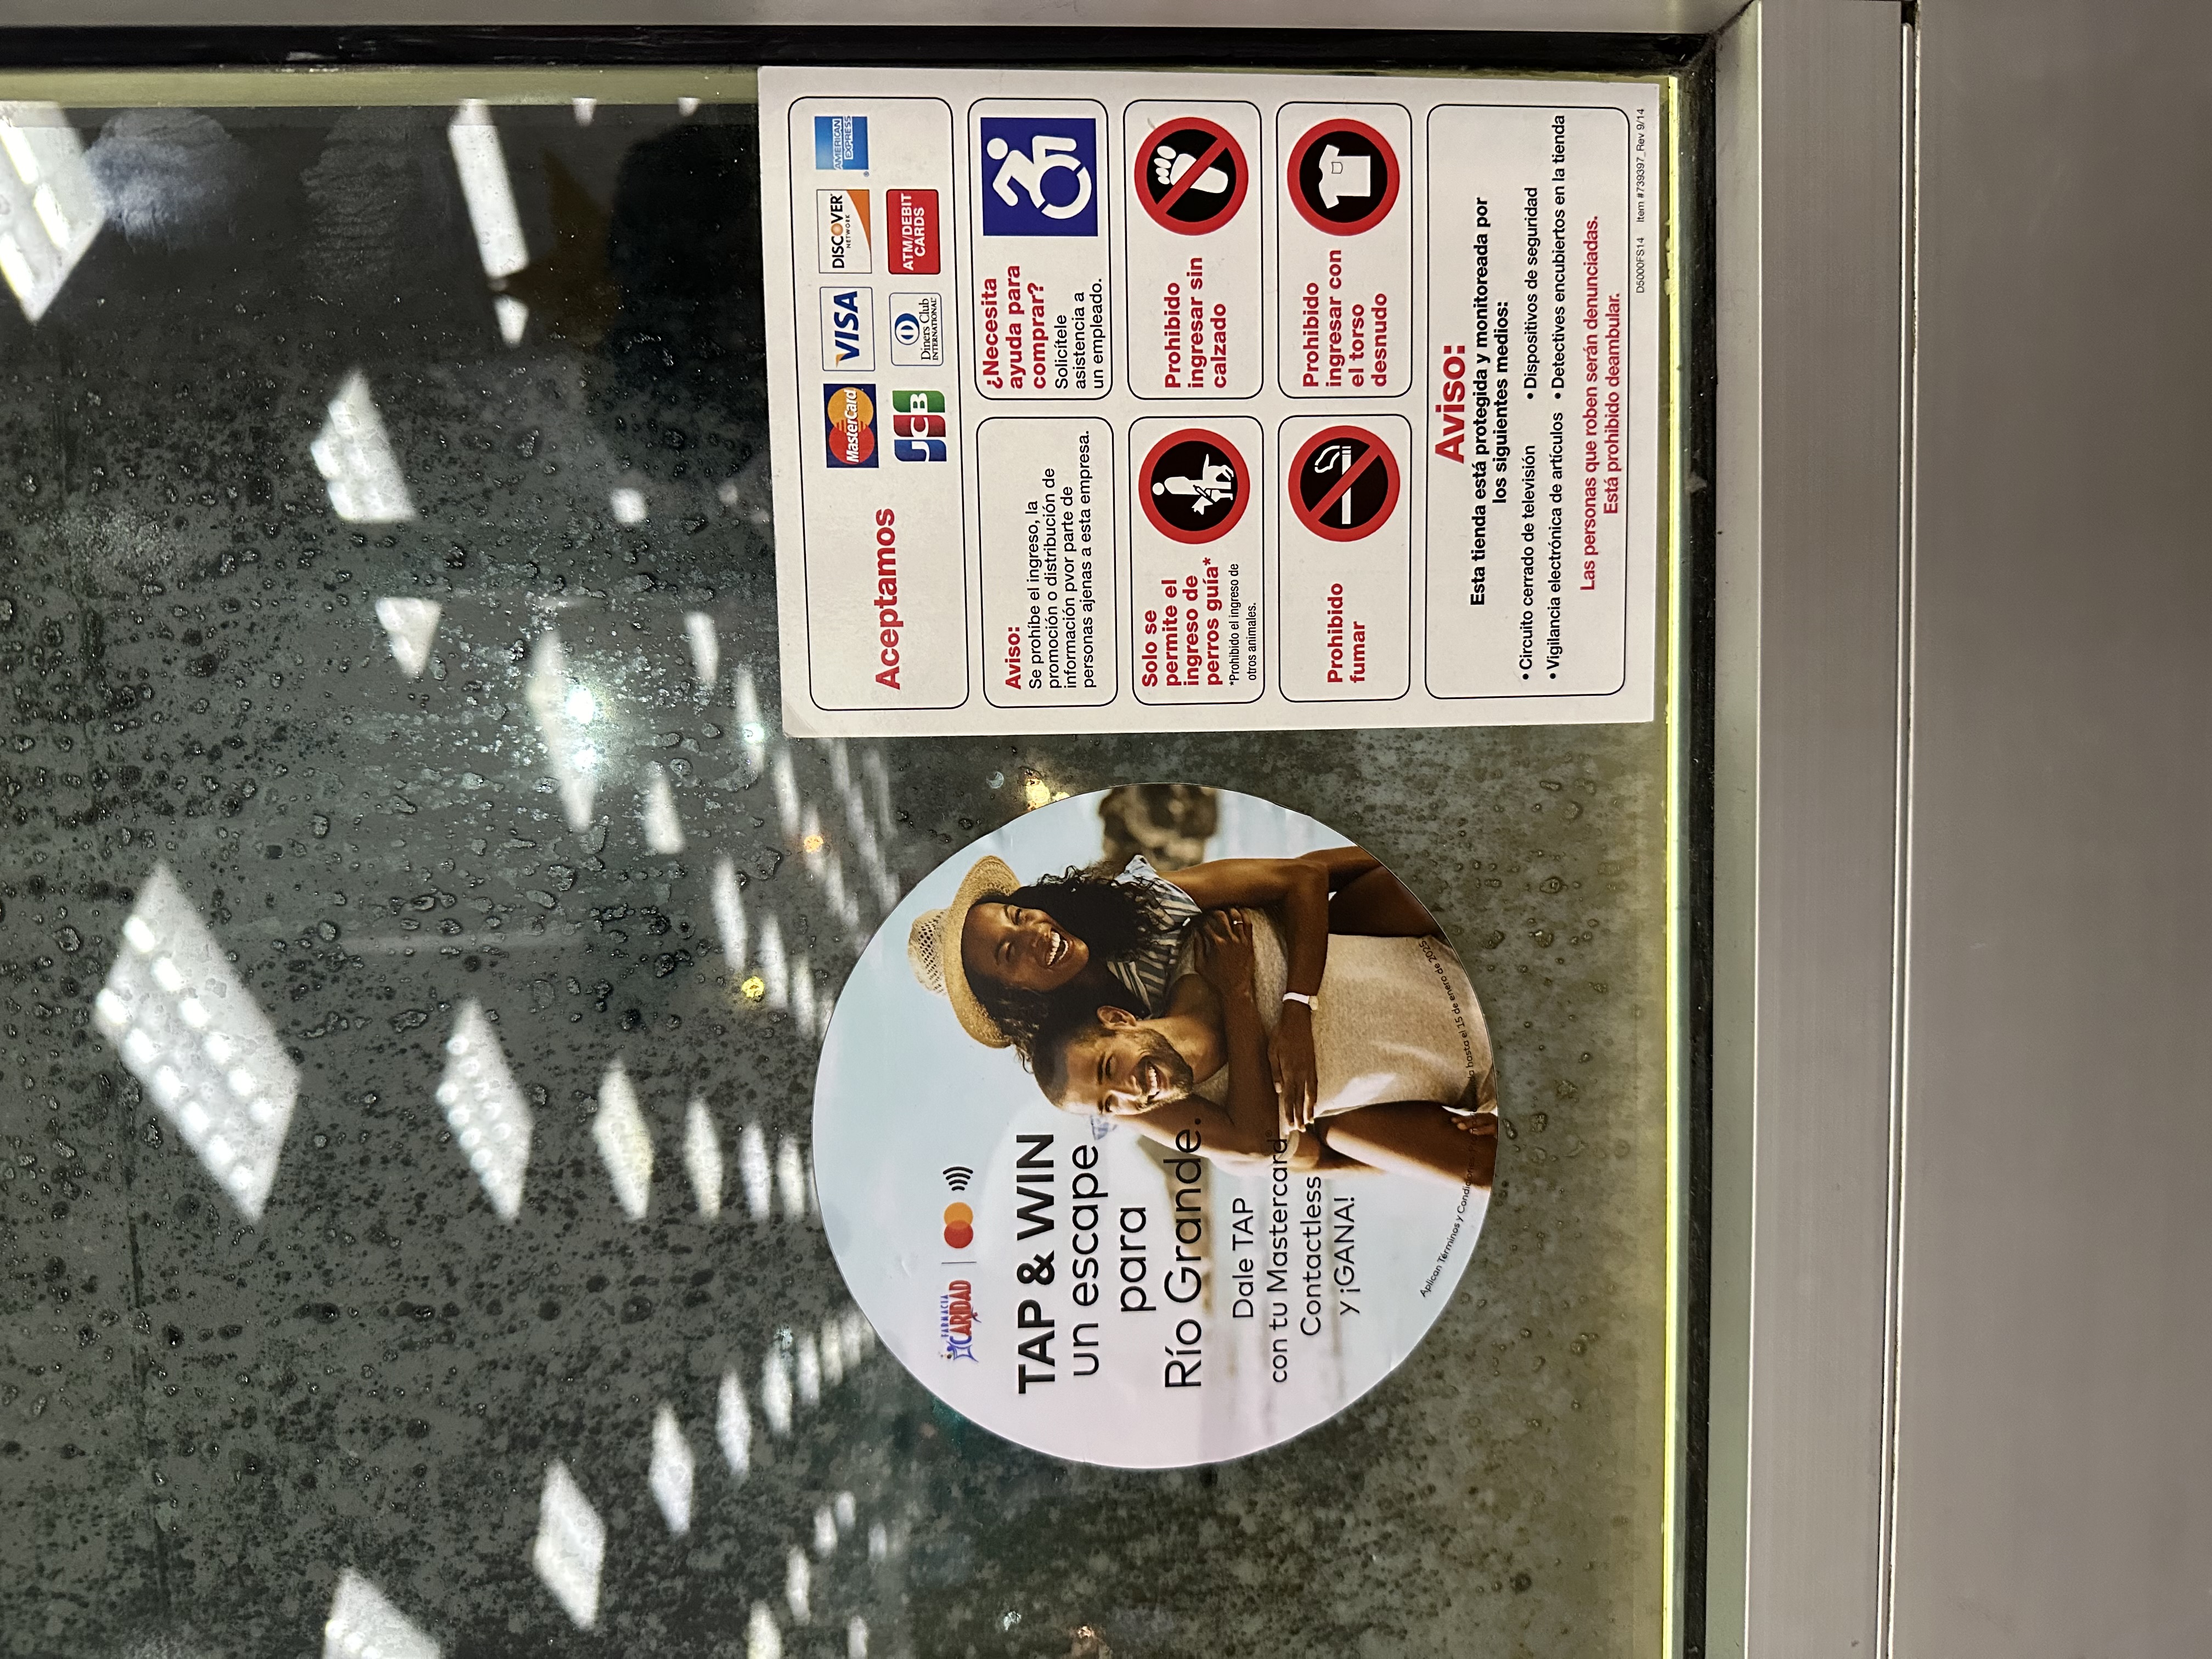 FARMACIA
CARIDAD
TAP & WIN
un escape
para
Río Grande.
Dale TAP
con tu Mastercard®
Contactless
y ¡GANA!
Aplican Términos y
15 de enero de 2025
Aceptamos
MasterCard
VISA
DISCOVER
NETWORK
AMERICAN
EXPRESS
JCB
Diners Club
INTERNATIONAL
ATM/DEBIT
CARDS
Aviso:
Se prohíbe el ingreso, la
promoción o distribución de
información pvor parte de
personas ajenas a esta empresa.
¿Necesita
ayuda para
comprar?
Solicítele
asistencia a
un empleado.
Solo se
permite el
ingreso de
perros guía*
*Prohibido el ingreso de
otros animales.
Prohibido
ingresar sin
calzado
Prohibido
fumar
Prohibido
ingresar con
el torso
desnudo
Aviso:
Esta tienda está protegida y monitoreada por
los siguientes medios:
• Circuito cerrado de televisión
• Dispositivos de seguridad
• Vigilancia electrónica de artículos
• Detectives encubiertos en la tienda
Las personas que roben serán denunciadas.
Está prohibido deambular.
D5000FS14 Item #739397_Rev 9/14